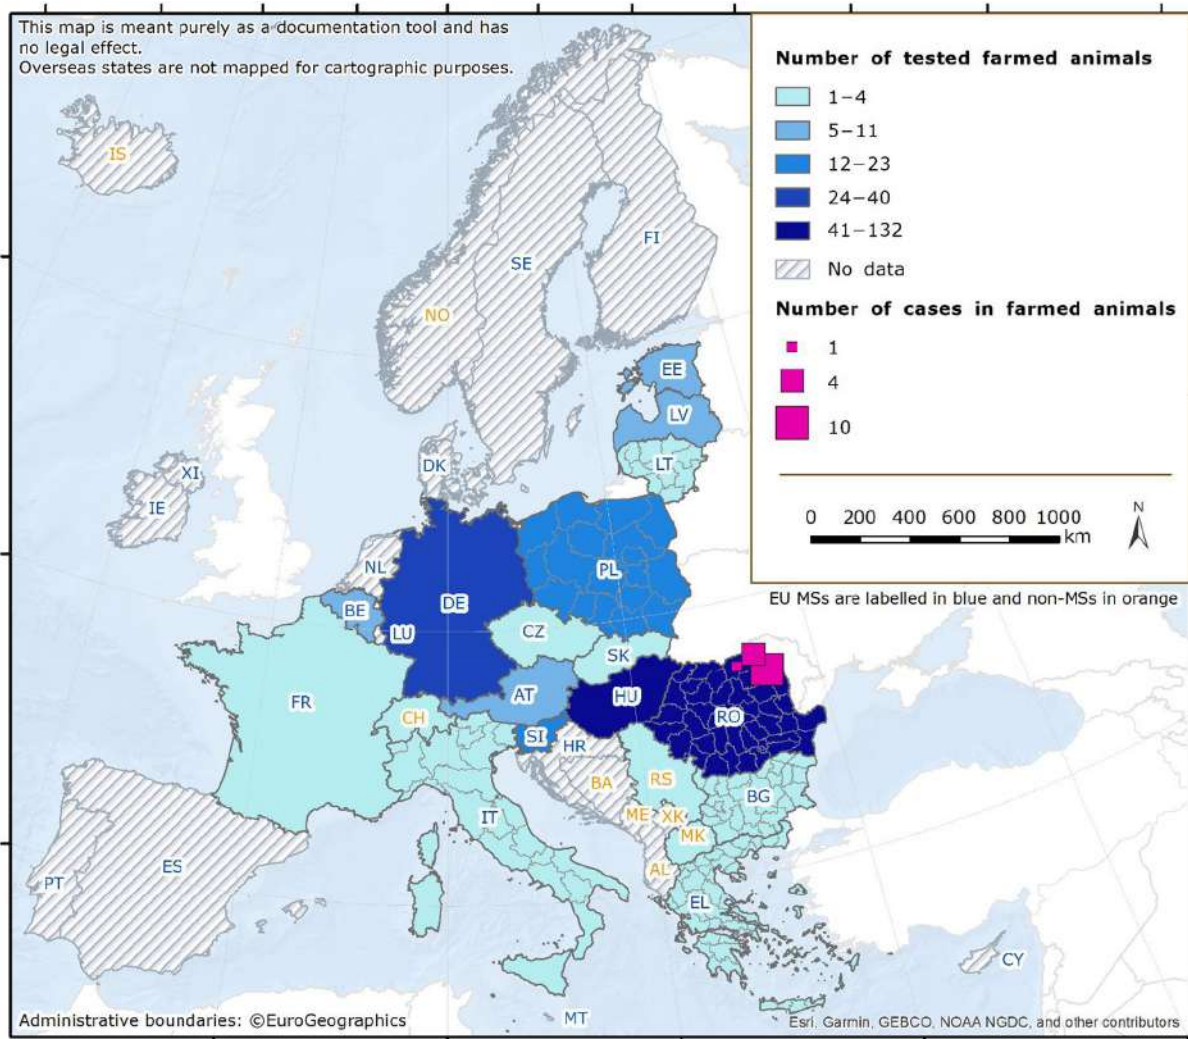 This map is meant purely as a documentation tool and has
no legal effect.
Overseas states are not mapped for cartographic purposes.
Number of tested farmed animals
1–4
5–11
12–23
24–40
41–132
No data
Number of cases in farmed animals
1
4
10
0 200 400 600 800 1000
km
N
EU MSs are labelled in blue and non-MSs in orange
IS
FI
SE
NO
EE
LV
LT
DK
XI
IE
NL
PL
BE
DE
LU
CZ
SK
AT
HU
FR
CH
RO
SI
HR
BA
RS
BG
IT
ME
XK
MK
AL
ES
PT
EL
CY
MT
Administrative boundaries: ©EuroGeographics
Esri, Garmin, GEBCO, NOAA NGDC, and other contributors